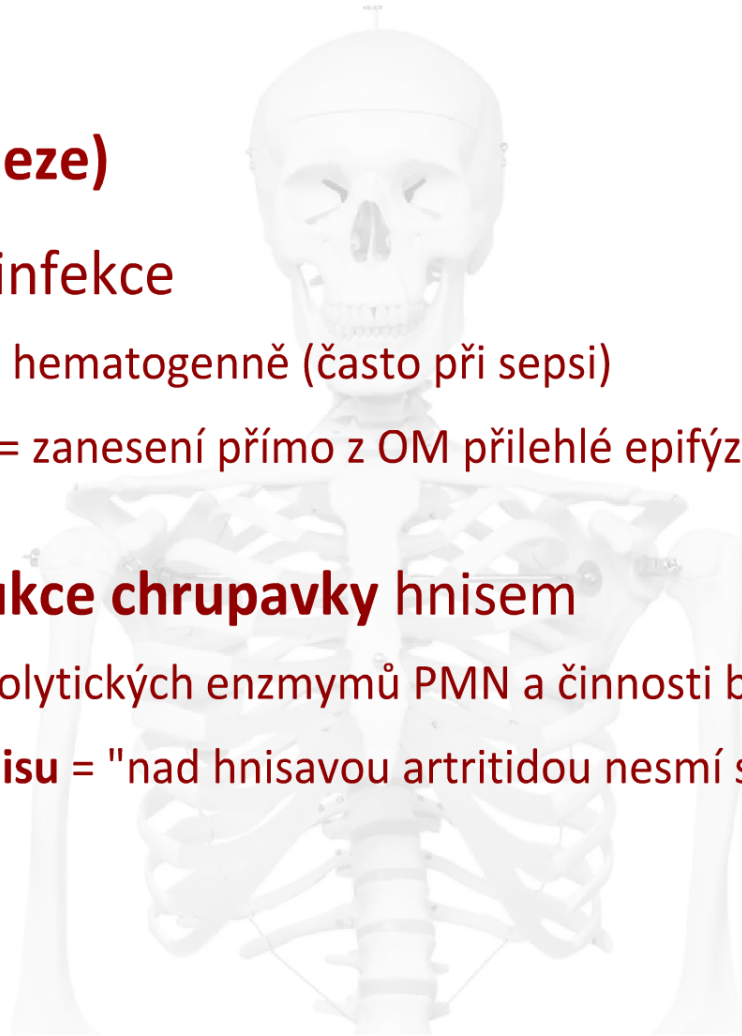 eze)
infekce
hematogenně (často při sepsi)
= zanesení přímo z OM přilehlé epifýz
ukce chrupavky hnisem
olytických enzmymů PMN a činnosti b
isu = "nad hnisavou artritidou nesmí s